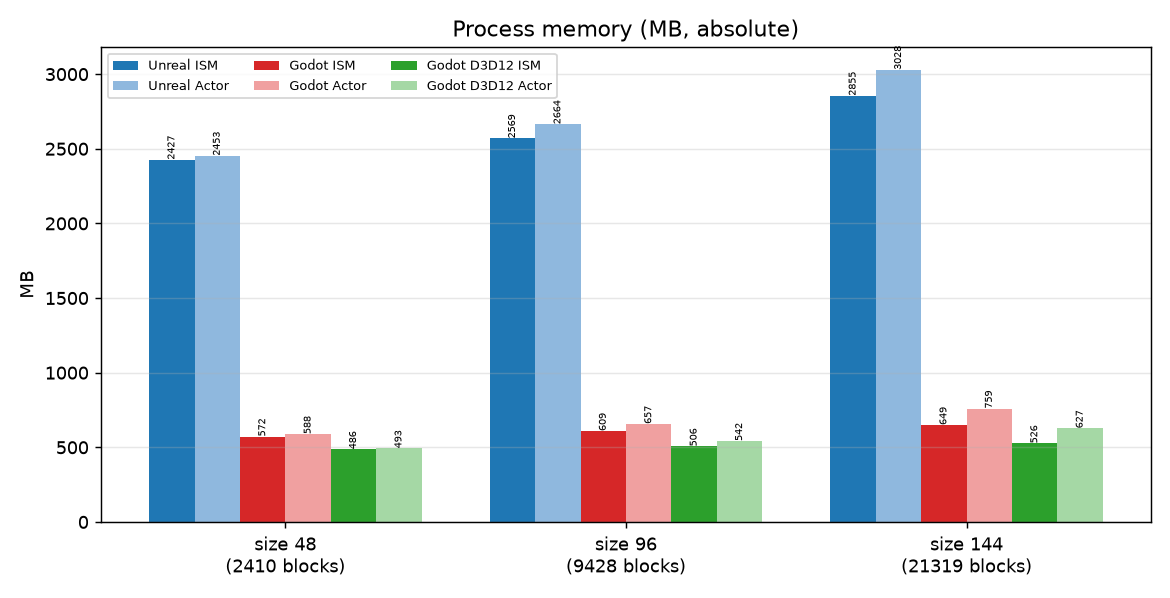 Process memory (MB, absolute)
Unreal ISM
Unreal Actor
Godot ISM
Godot Actor
Godot D3D12 ISM
Godot D3D12 Actor
MB
3000
2500
2000
1500
1000
500
0
2427
2453
572
588
486
493
2569
2664
609
657
506
542
2855
3028
649
759
526
627
size 48
(2410 blocks)
size 96
(9428 blocks)
size 144
(21319 blocks)